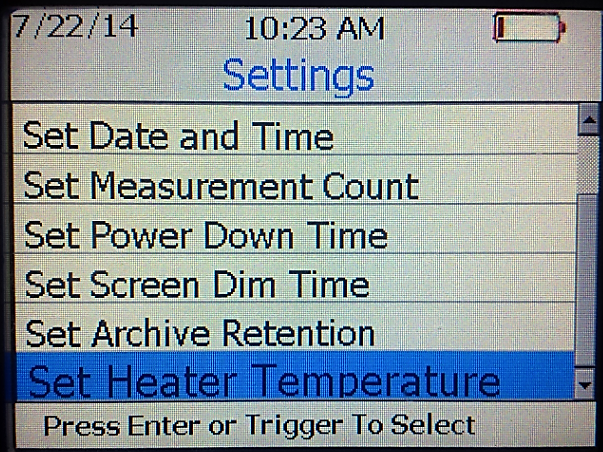 7/22/14 10:23 AM
Settings
Set Date and Time
Set Measurement Count
Set Power Down Time
Set Screen Dim Time
Set Archive Retention
Set Heater Temperature
Press Enter or Trigger To Select